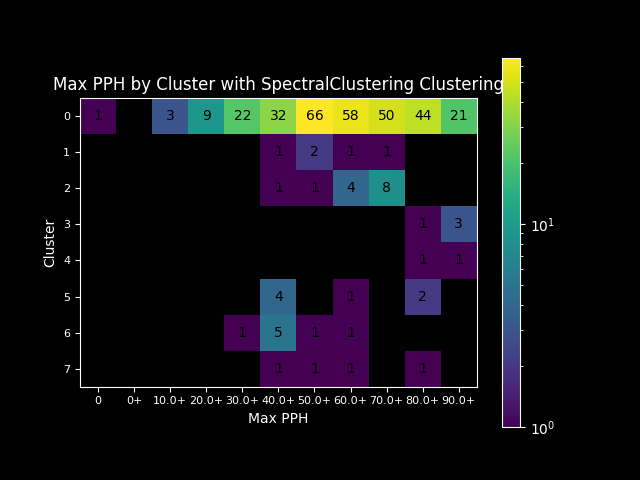 Max PPH by Cluster with SpectralClustering Clustering
0 1 3 9 22 32 66 58 50 44 21
1 1 2 1 1
2 1 1 4 8
3 1 3
4 1 1
5 4 1 2
6 1 5 1 1
7 1 1 1 1
0 0+ 10.0+ 20.0+ 30.0+ 40.0+ 50.0+ 60.0+ 70.0+ 80.0+ 90.0+
Max PPH
Cluster
10^1
10^0